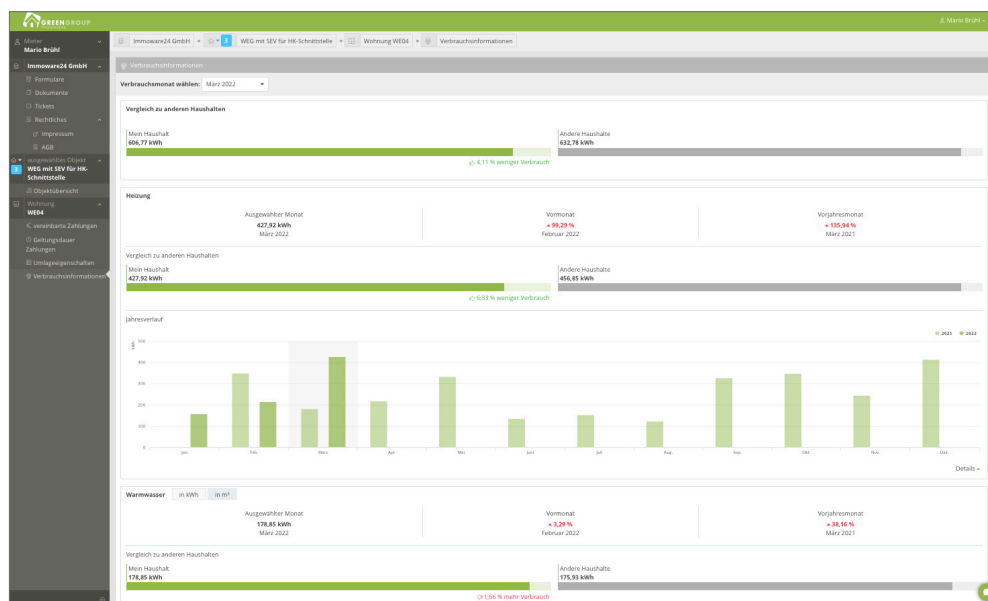 GREENGROUP
Mario Brühl
Mieter
Mario Brühl
Immoware24 GmbH
Formulare
Dokumente
Tickets
Rechtliches
Impressum
AGB
ausgewähltes Objekt
3
WEG mit SEV für HK-
Schnittstelle
Objektübersicht
Wohnung
WE04
€ vereinbarte Zahlungen
Geltungsdauer
Zahlungen
Umlageeigenschaften
Verbrauchsinformationen
Immoware24 GmbH
3 WEG mit SEV für HK-Schnittstelle
Wohnung WE04
Verbrauchsinformationen
Verbrauchsinformationen
Verbrauchsmonat wählen: März 2022
Vergleich zu anderen Haushalten
Mein Haushalt
606,77 kWh
Andere Haushalte
632,78 kWh
4,11 % weniger Verbrauch
Heizung
Ausgewählter Monat
427,92 kWh
März 2022
Vormonat
99,29 %
Februar 2022
Vorjahresmonat
135,94 %
März 2021
Vergleich zu anderen Haushalten
Mein Haushalt
427,92 kWh
Andere Haushalte
456,85 kWh
6,33 % weniger Verbrauch
Jahresverlauf
2021 2022
kWh
500
400
300
200
100
0
Jan. Feb. März Apr. Mai Juni Juli Aug. Sep. Okt. Nov. Dez.
Details
Warmwasser in kWh in m³
Ausgewählter Monat
178,85 kWh
März 2022
Vormonat
3,29 %
Februar 2022
Vorjahresmonat
38,16 %
März 2021
Vergleich zu anderen Haushalten
Mein Haushalt
178,85 kWh
Andere Haushalte
175,93 kWh
1,66 % mehr Verbrauch